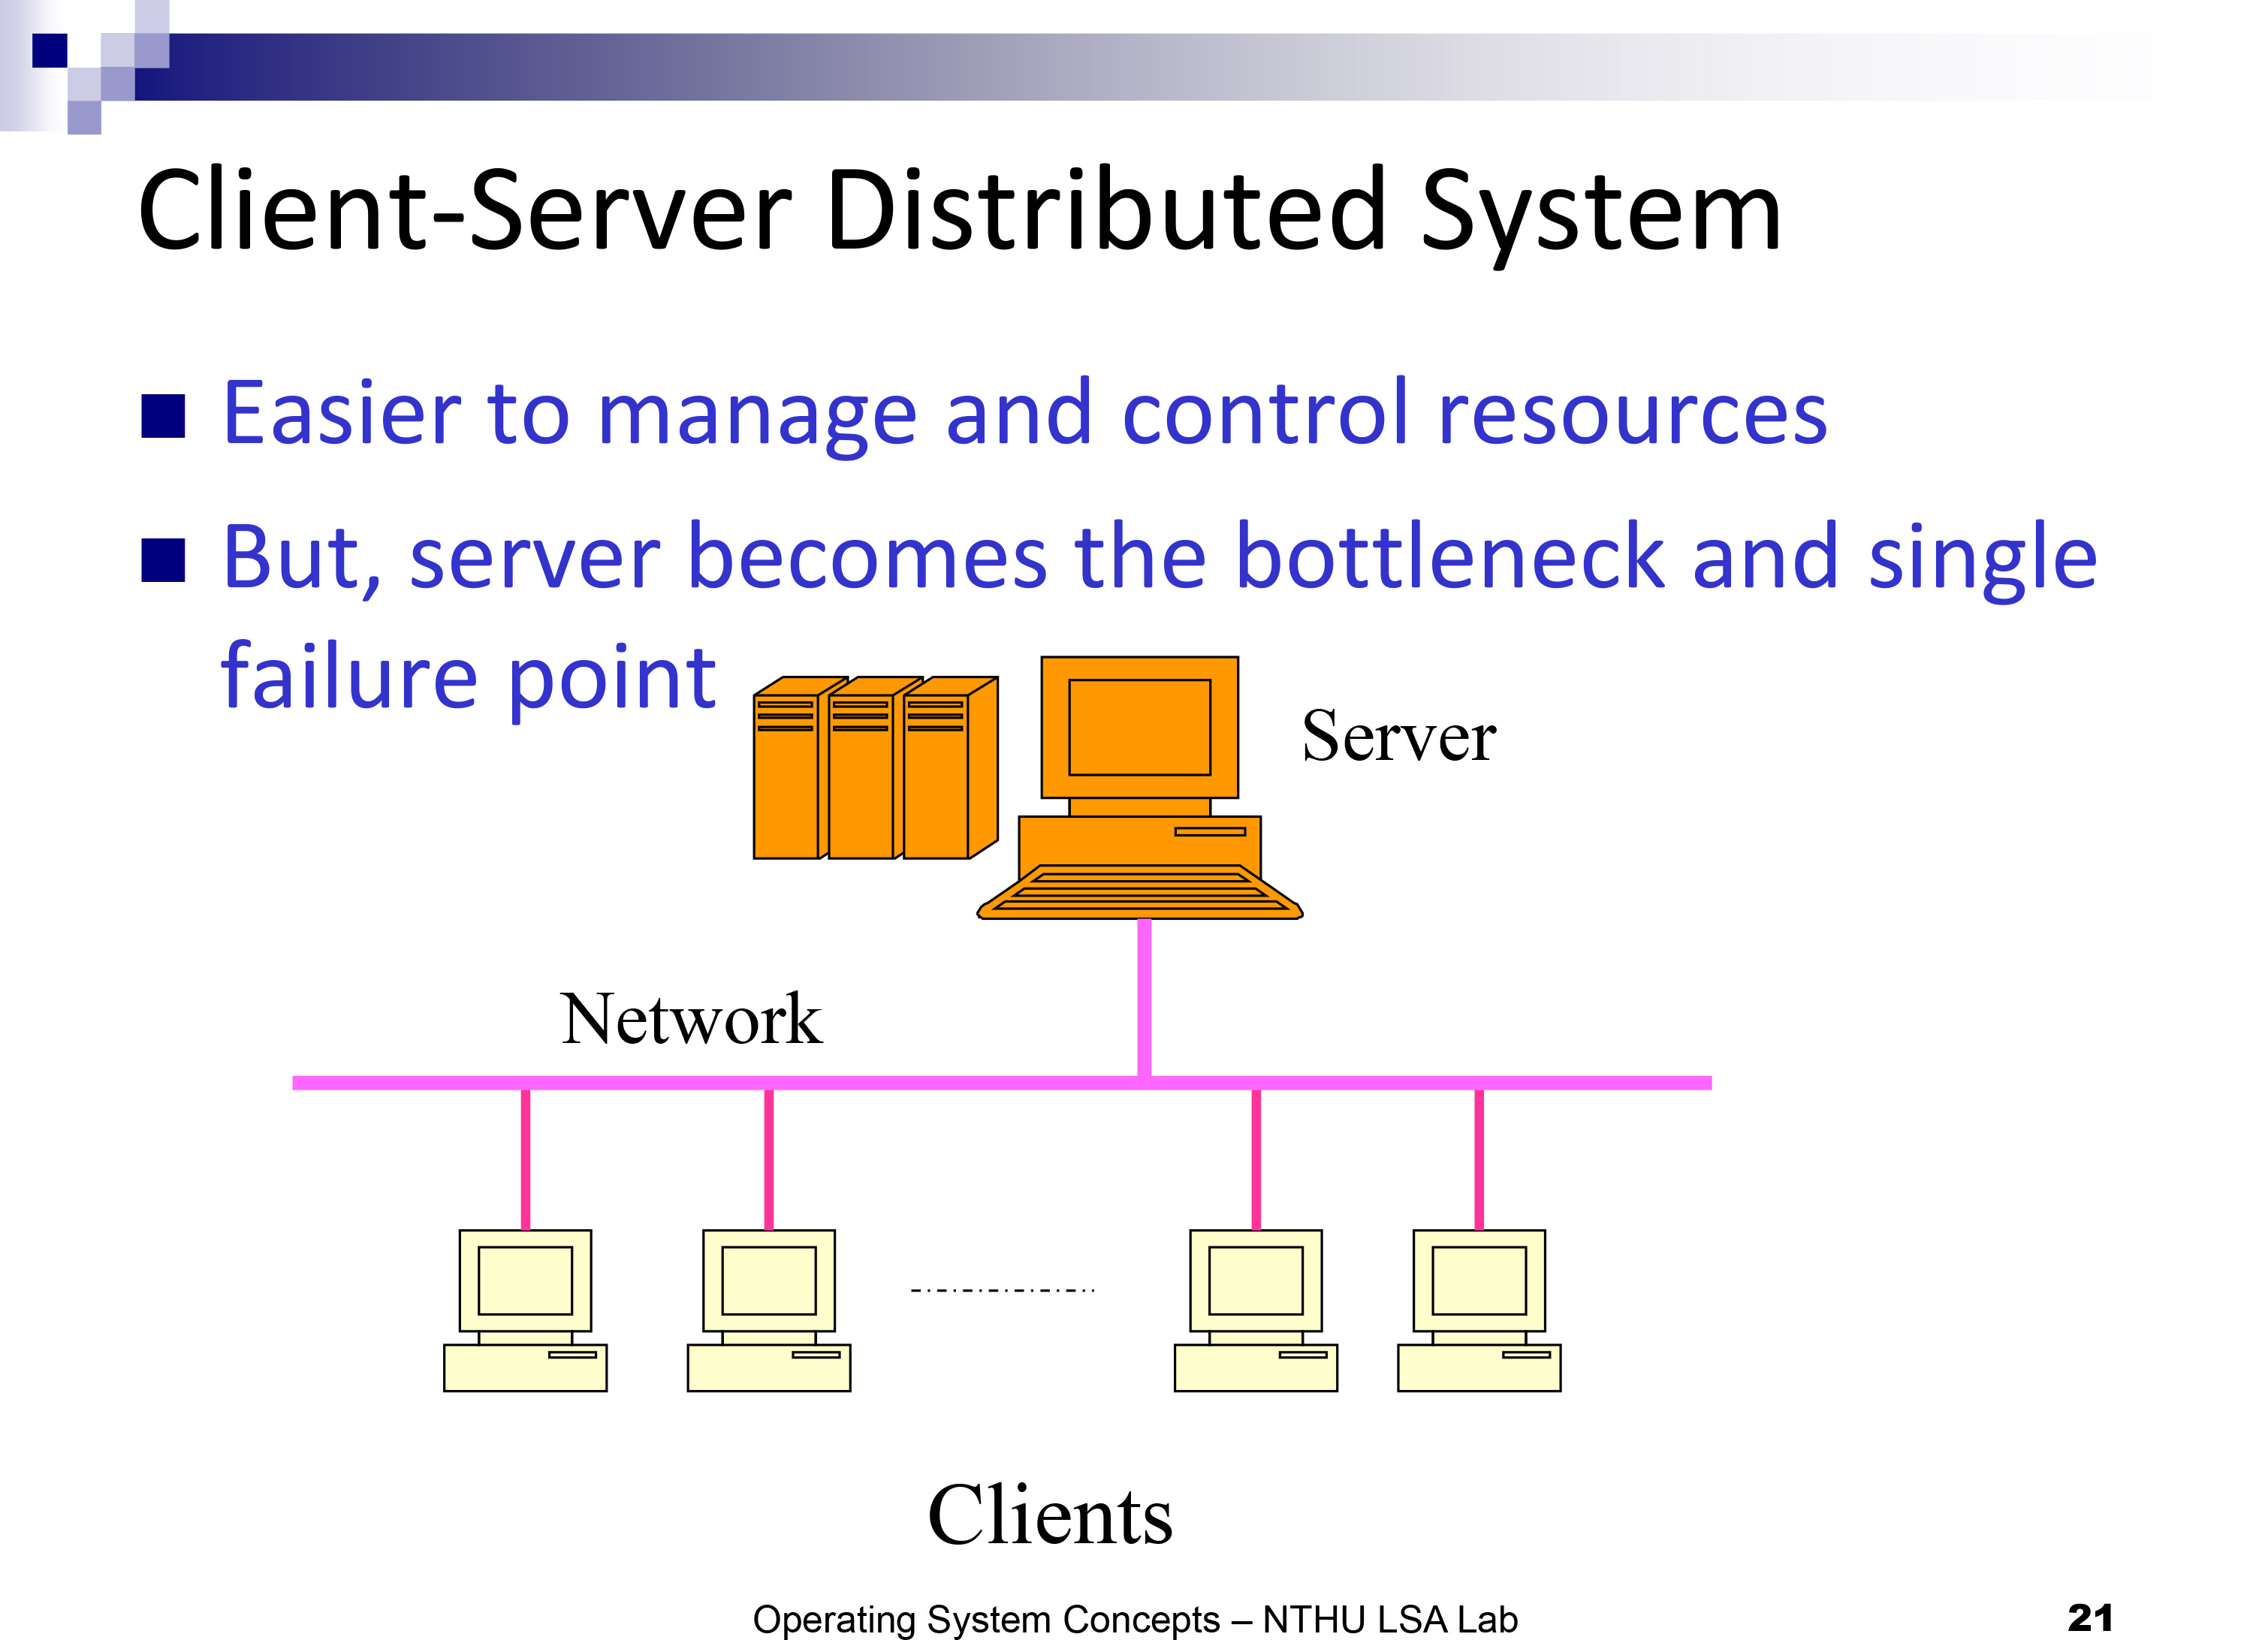 Client-Server Distributed System
Easier to manage and control resources
But, server becomes the bottleneck and single
failure point
Server
Network
Clients
Operating System Concepts – NTHU LSA Lab
21